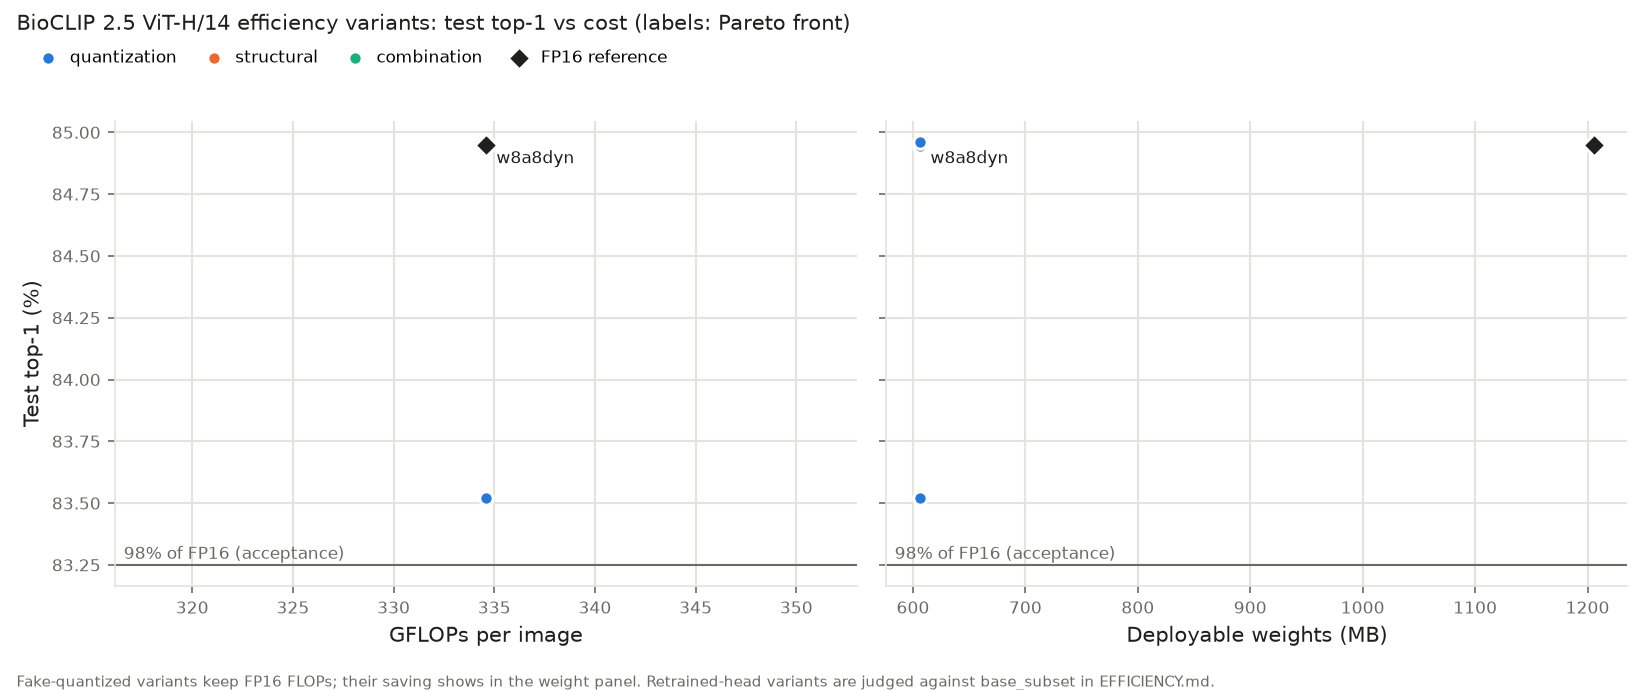 BioCLIP 2.5 ViT-H/14 efficiency variants: test top-1 vs cost (labels: Pareto front)
quantization structural combination FP16 reference
Test top-1 (%)
85.00
84.75
84.50
84.25
84.00
83.75
83.50
83.25
w8a8dyn
98% of FP16 (acceptance)
320 325 330 335 340 345 350
GFLOPs per image
w8a8dyn
98% of FP16 (acceptance)
600 700 800 900 1000 1100 1200
Deployable weights (MB)
Fake-quantized variants keep FP16 FLOPs; their saving shows in the weight panel. Retrained-head variants are judged against base_subset in EFFICIENCY.md.